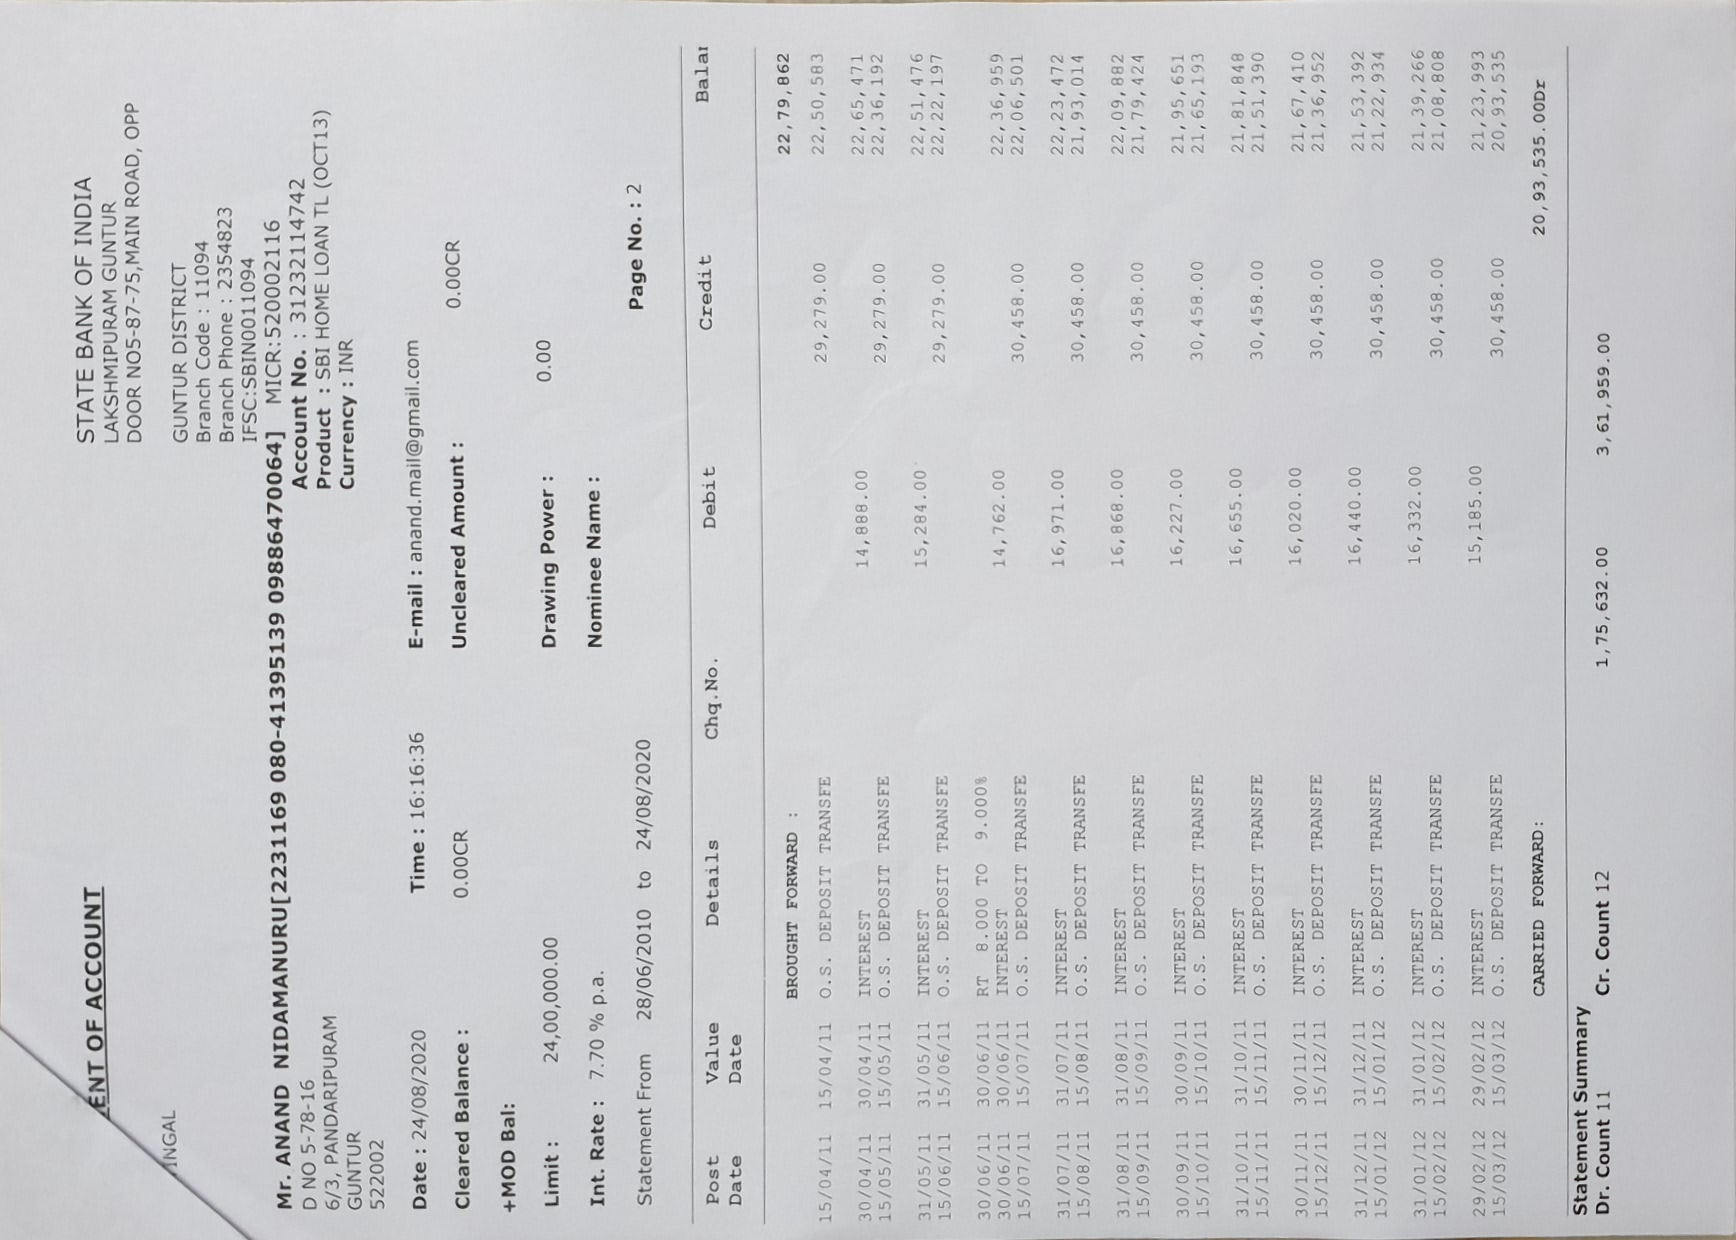 ENT OF ACCOUNT
STATE BANK OF INDIA
LAKSHMIPURAM GUNTUR
DOOR NO5-87-75,MAIN ROAD, OPP
INGAL
GUNTUR DISTRICT
Branch Code : 11094
Branch Phone : 2354823
IFSC:SBIN0011094
Mr. ANAND NIDAMANURU[2231169 080-41395139 09886470064] MICR:520002116
D NO 5-78-16
6/3, PANDARIPURAM
GUNTUR
522002
Account No. : 31232114742
Product : SBI HOME LOAN TL (OCT13)
Currency : INR
Date : 24/08/2020 Time : 16:16:36 E-mail : anand.mail@gmail.com
Cleared Balance : 0.00CR Uncleared Amount : 0.00CR
+MOD Bal:
Limit : 24,00,000.00 Drawing Power : 0.00
Int. Rate : 7.70 % p.a. Nominee Name :
Statement From 28/06/2010 to 24/08/2020 Page No. : 2
Post Value Details Chq.No. Debit Credit Balar
Date Date
BROUGHT FORWARD : 22,79,862
15/04/11 15/04/11 O.S. DEPOSIT TRANSFE 29,279.00 22,50,583
30/04/11 30/04/11 INTEREST 14,888.00 22,65,471
15/05/11 15/05/11 O.S. DEPOSIT TRANSFE 29,279.00 22,36,192
31/05/11 31/05/11 INTEREST 15,284.00 22,51,476
15/06/11 15/06/11 O.S. DEPOSIT TRANSFE 29,279.00 22,22,197
30/06/11 30/06/11 RT 8.000 TO 9.000%
30/06/11 30/06/11 INTEREST 14,762.00 22,36,959
15/07/11 15/07/11 O.S. DEPOSIT TRANSFE 30,458.00 22,06,501
31/07/11 31/07/11 INTEREST 16,971.00 22,23,472
15/08/11 15/08/11 O.S. DEPOSIT TRANSFE 30,458.00 21,93,014
31/08/11 31/08/11 INTEREST 16,868.00 22,09,882
15/09/11 15/09/11 O.S. DEPOSIT TRANSFE 30,458.00 21,79,424
30/09/11 30/09/11 INTEREST 16,227.00 21,95,651
15/10/11 15/10/11 O.S. DEPOSIT TRANSFE 30,458.00 21,65,193
31/10/11 31/10/11 INTEREST 16,655.00 21,81,848
15/11/11 15/11/11 O.S. DEPOSIT TRANSFE 30,458.00 21,51,390
30/11/11 30/11/11 INTEREST 16,020.00 21,67,410
15/12/11 15/12/11 O.S. DEPOSIT TRANSFE 30,458.00 21,36,952
31/12/11 31/12/11 INTEREST 16,440.00 21,53,392
15/01/12 15/01/12 O.S. DEPOSIT TRANSFE 30,458.00 21,22,934
31/01/12 31/01/12 INTEREST 16,332.00 21,39,266
15/02/12 15/02/12 O.S. DEPOSIT TRANSFE 30,458.00 21,08,808
29/02/12 29/02/12 INTEREST 15,185.00 21,23,993
15/03/12 15/03/12 O.S. DEPOSIT TRANSFE 30,458.00 20,93,535
CARRIED FORWARD: 20,93,535.00Dr
Statement Summary
Dr. Count 11 Cr. Count 12 1,75,632.00 3,61,959.00